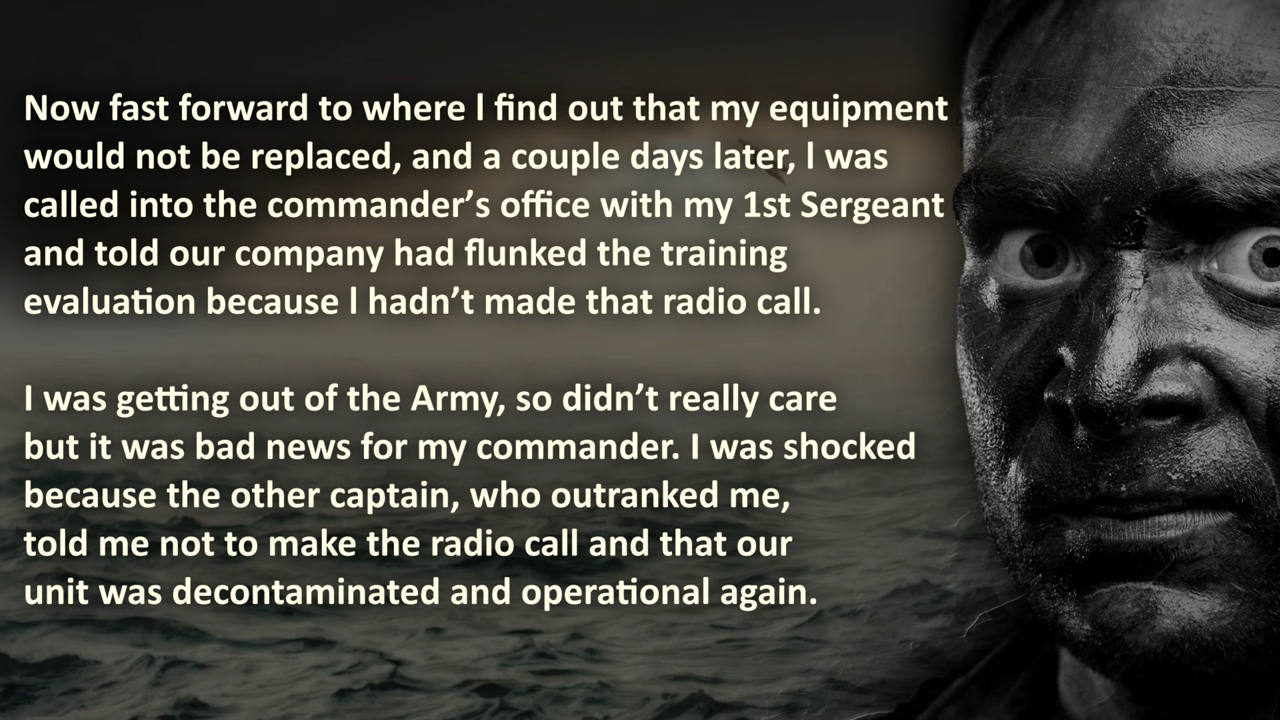 Now fast forward to where I find out that my equipment
would not be replaced, and a couple days later, I was
called into the commander’s office with my 1st Sergeant
and told our company had flunked the training
evaluation because I hadn’t made that radio call.
I was getting out of the Army, so didn’t really care
but it was bad news for my commander. I was shocked
because the other captain, who outranked me,
told me not to make the radio call and that our
unit was decontaminated and operational again.